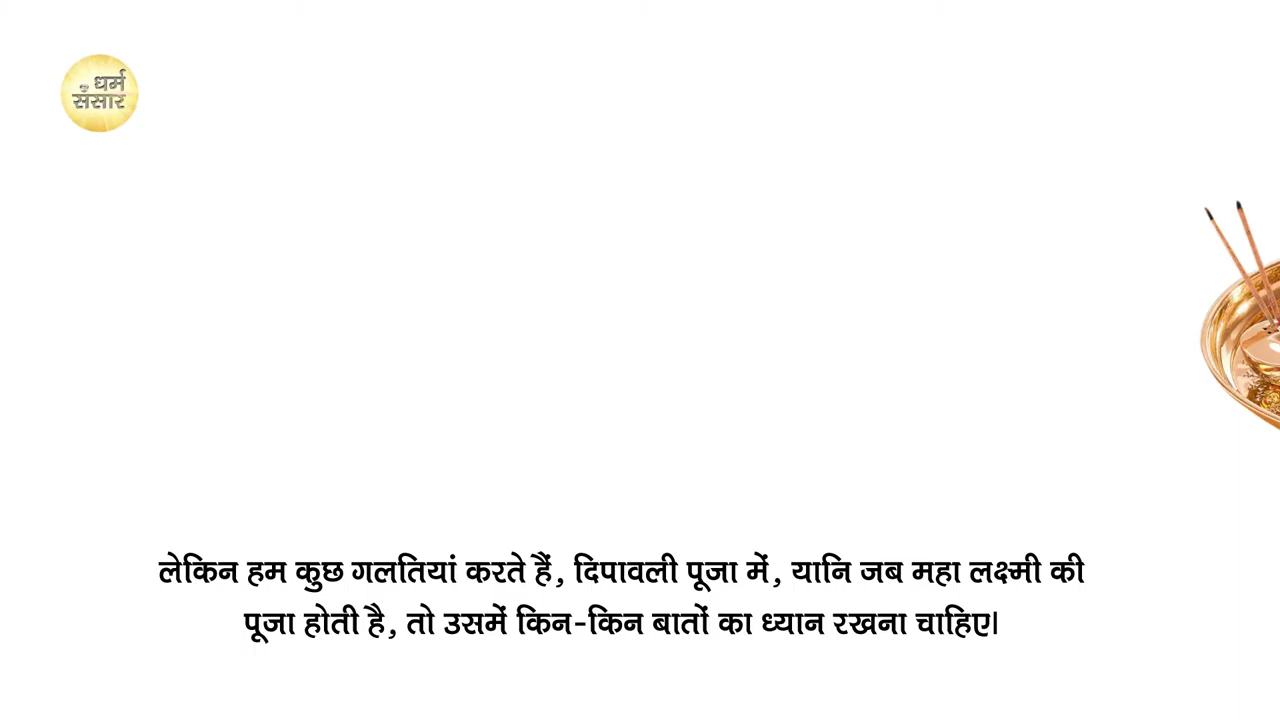 धर्म
संसार
लेकिन हम कुछ गलतियां करते हैं, दिपावली पूजा में, यानि जब महा लक्ष्मी की
पूजा होती है, तो उसमें किन-किन बातों का ध्यान रखना चाहिए।